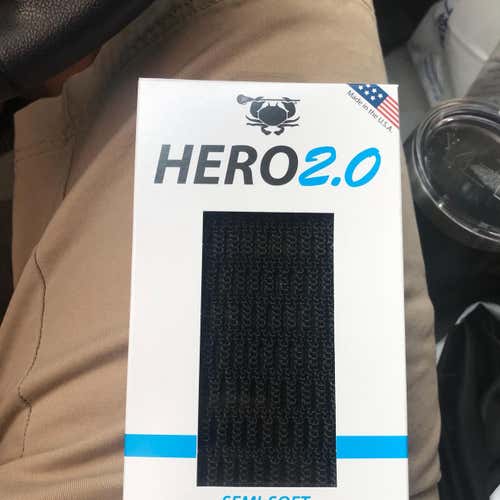 Made in the U.S.A.
HERO2.0
SEMI-SOFT